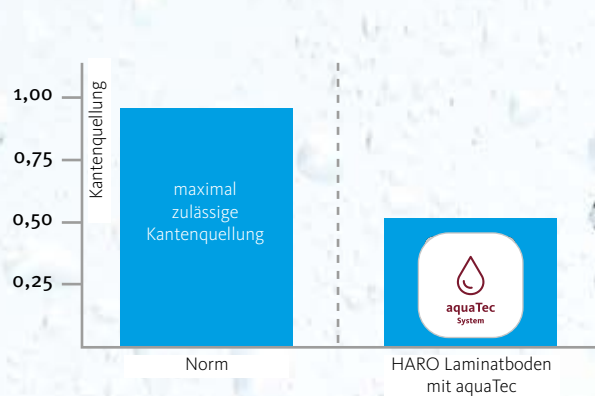 1,00
0,75
0,50
0,25
Kantenquellung
maximal
zulässige
Kantenquellung
aquaTec
System
Norm
HARO Laminatboden
mit aquaTec